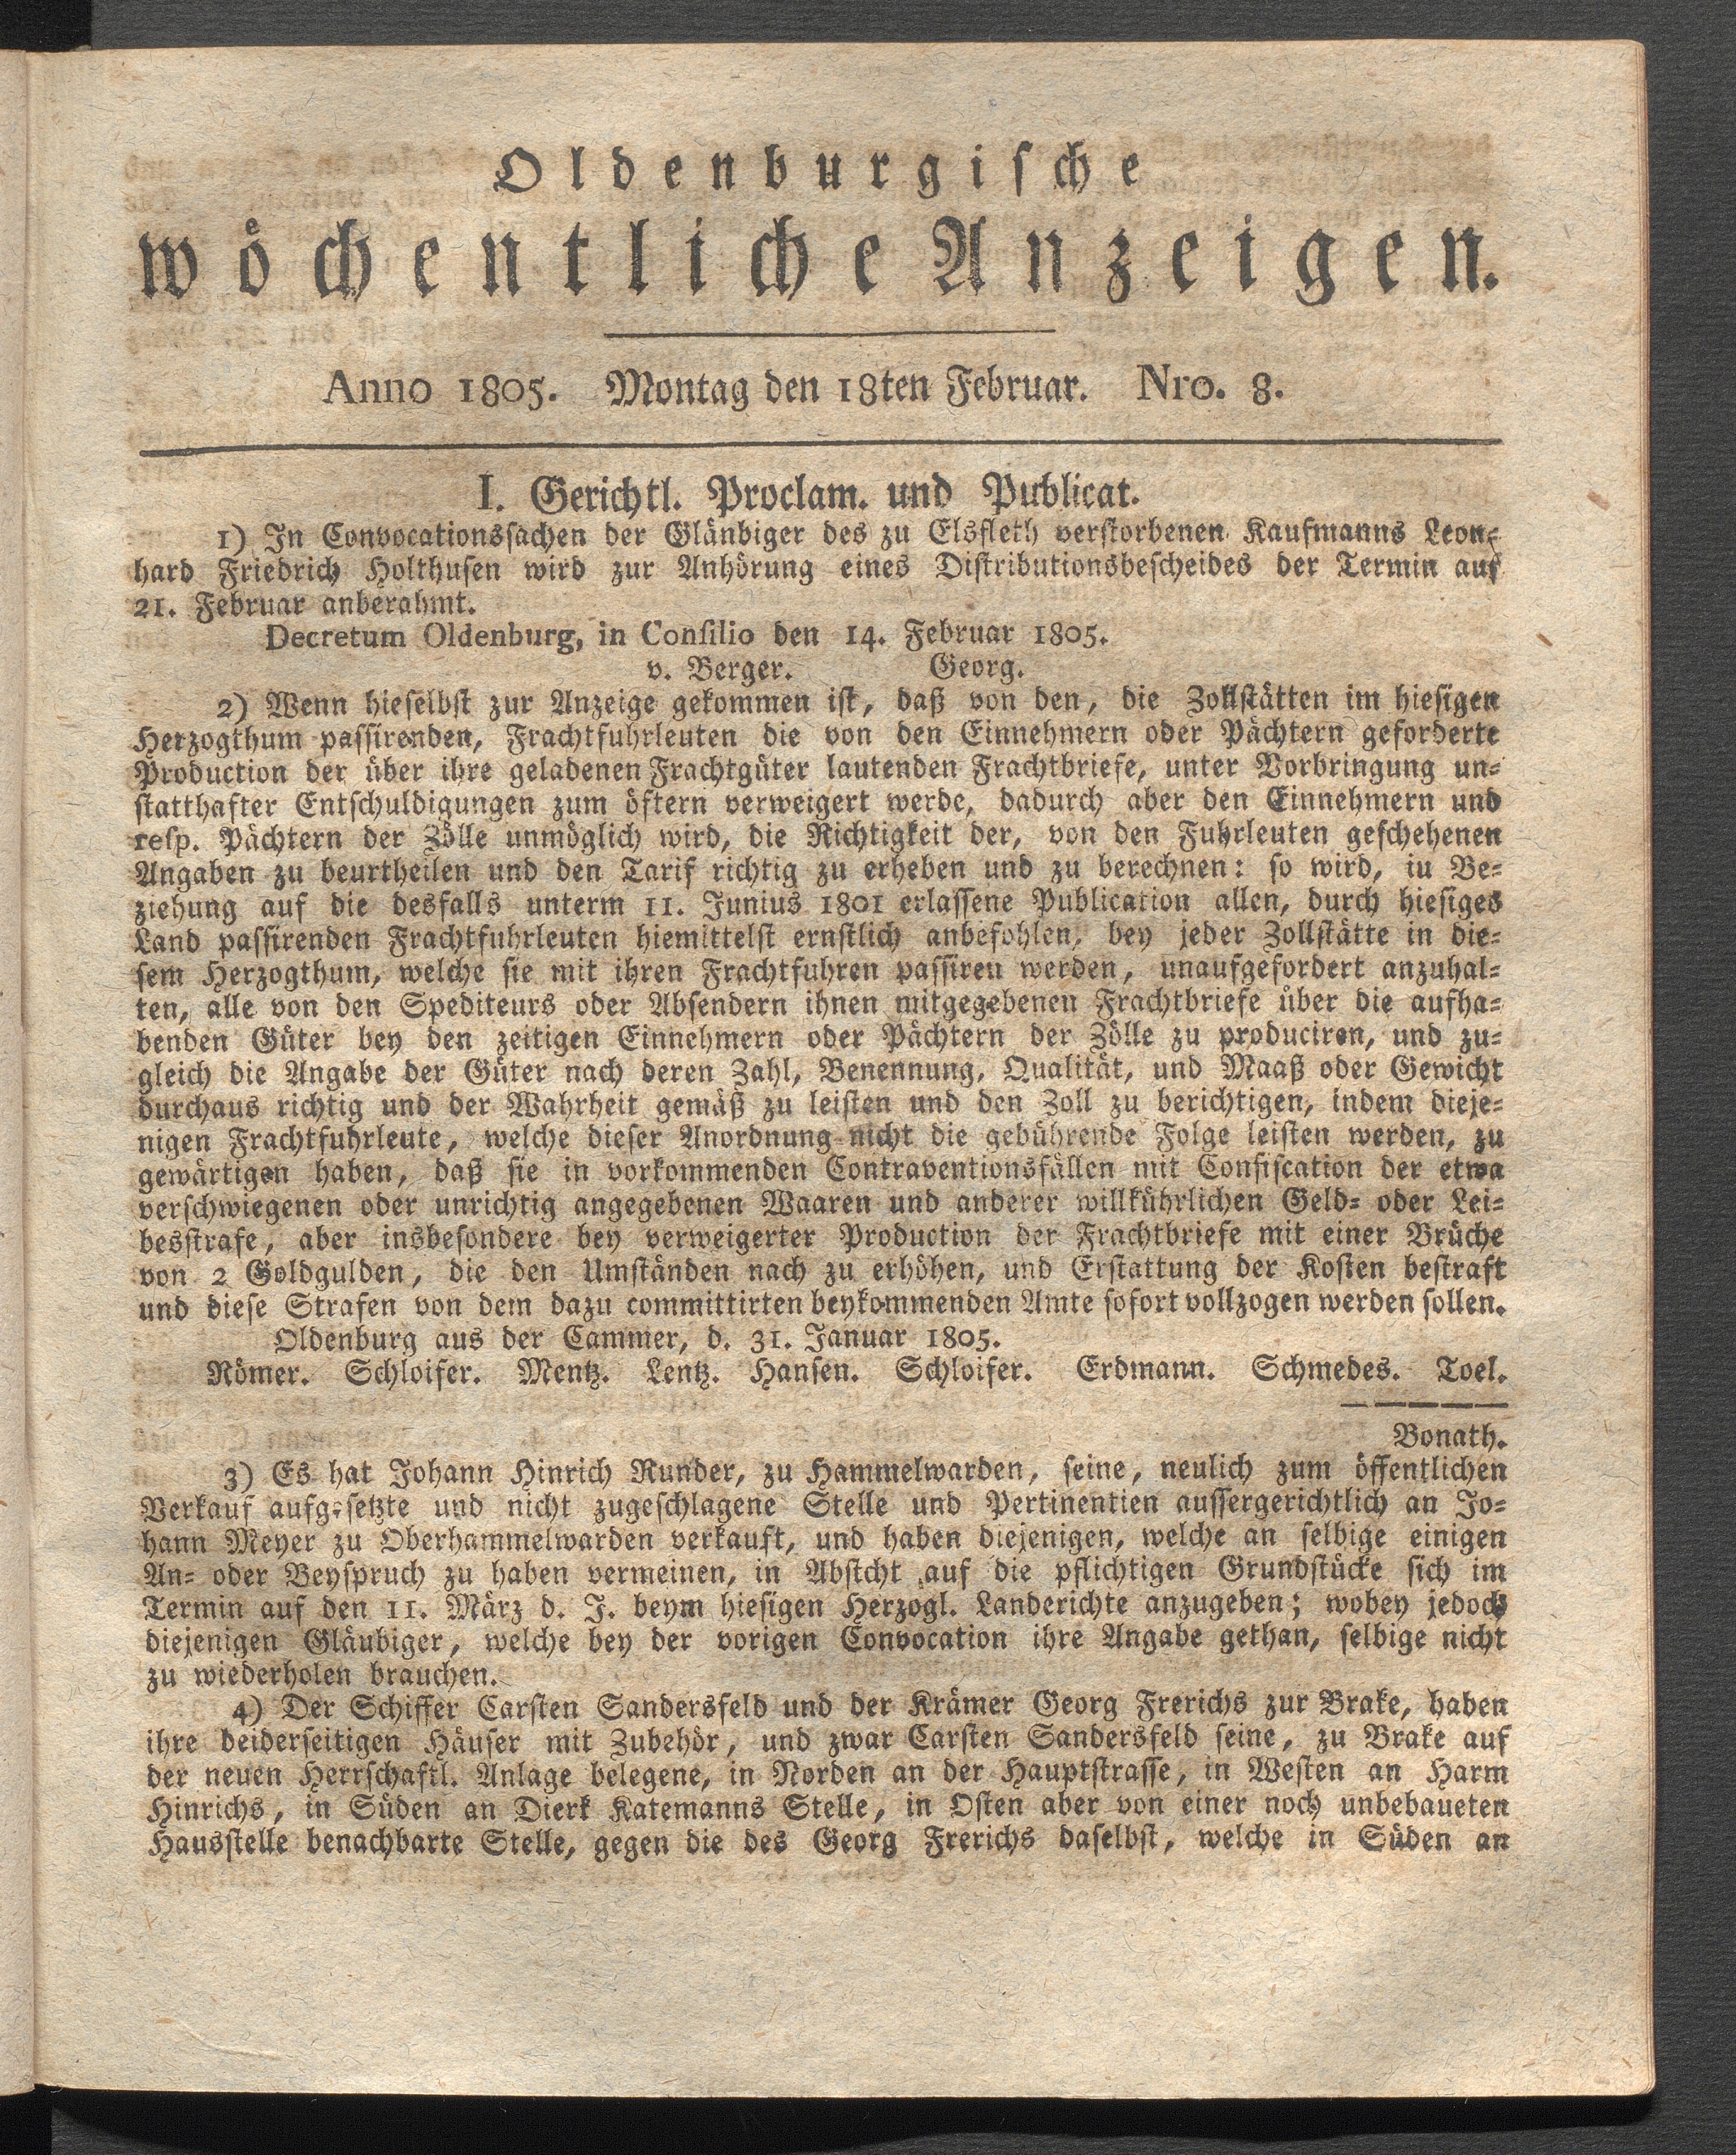 Oldenburgische
wöchentliche Anzeigen.
Anno 1805. Montag den 18ten Februar. Nro. 8.
I. Gerichtl. Proclam. und Publicat.
1) In Convocationssachen der Glänbiger des zu Elsfleth verstorbenen Kaufmanns Leon-
hard Friedrich Holthusen wird zur Anhörung eines Distributionsbescheides der Termin auf
21. Februar anberahmt.
Decretum Oldenburg, in Consilio den 14. Februar 1805.
v. Berger. Georg.
2) Wenn hieselbst zur Anzeige gekommen ist, daß von den, die Zollstätten im hiesigen
Herzogthum passirenden, Frachtfuhrleuten die von den Einnehmern oder Pächtern geforderte
Production der über ihre geladenen Frachtgüter lautenden Frachtbriefe, unter Vorbringung un-
statthafter Entschuldigungen zum öftern verweigert werde, dadurch aber den Einnehmern und
resp. Pächtern der Zölle unmöglich wird, die Richtigkeit der, von den Fuhrleuten geschehenen
Angaben zu beurtheilen und den Tarif richtig zu erheben und zu berechnen: so wird, iu Be-
ziehung auf die desfalls unterm 11. Junius 1801 erlassene Publication allen, durch hiesiges
Land passirenden Frachtfuhrleuten hiemittelst ernstlich anbefohlen, bey jeder Zollstätte in die-
sem Herzogthum, welche sie mit ihren Frachtfuhren passiren werden, unaufgefordert anzuhal-
ten, alle von den Spediteurs oder Absendern ihnen mitgegebenen Frachtbriefe über die aufha-
benden Güter bey den zeitigen Einnehmern oder Pächtern der Zölle zu produciren, und zu-
gleich die Angabe der Güter nach deren Zahl, Benennung, Qualität, und Maaß oder Gewicht
durchaus richtig und der Wahrheit gemäß zu leisten und den Zoll zu berichtigen, indem dieje-
nigen Frachtfuhrleute, welche dieser Anordnung nicht die gebührende Folge leisten werden, zu
gewärtigen haben, daß sie in vorkommenden Contraventionsfällen mit Confiscation der etwa
verschwiegenen oder unrichtig angegebenen Waaren und anderer willkührlichen Geld- oder Lei-
besstrafe, aber insbesondere bey verweigerter Production der Frachtbriefe mit einer Brüche
von 2 Goldgulden, die den Umständen nach zu erhöhen, und Erstattung der Kosten bestraft
und diese Strafen von dem dazu committirten beykommenden Amte sofort vollzogen werden sollen.
Oldenburg aus der Cammer, d. 31. Januar 1805.
Römer. Schloifer. Mentz. Lentz. Hansen. Schloifer. Erdmann. Schmedes. Toel.
Bonath.
3) Es hat Johann Hinrich Runder, zu Hammelwarden, seine, neulich zum öffentlichen
Verkauf aufgesetzte und nicht zugeschlagene Stelle und Pertinentien aussergerichtlich an Jo-
hann Meyer zu Oberhammelwarden verkauft, und haben diejenigen, welche an selbige einigen
An- oder Beyspruch zu haben vermeinen, in Absicht auf die pflichtigen Grundstücke sich im
Termin auf den 11. März d. J. beym hiesigen Herzogl. Landerichte anzugeben; wobey jedoch
diejenigen Gläubiger, welche bey der vorigen Convocation ihre Angabe gethan, selbige nicht
zu wiederholen brauchen.
4) Der Schiffer Carsten Sandersfeld und der Krämer Georg Frerichs zur Brake, haben
ihre beiderseitigen Häuser mit Zubehör, und zwar Carsten Sandersfeld seine, zu Brake auf
der neuen Herrschaftl. Anlage belegene, in Norden an der Hauptstrasse, in Westen an Harm
Hinrichs, in Süden an Dierk Katemanns Stelle, in Osten aber von einer noch unbebaueten
Hausstelle benachbarte Stelle, gegen die des Georg Frerichs daselbst, welche in Süden an